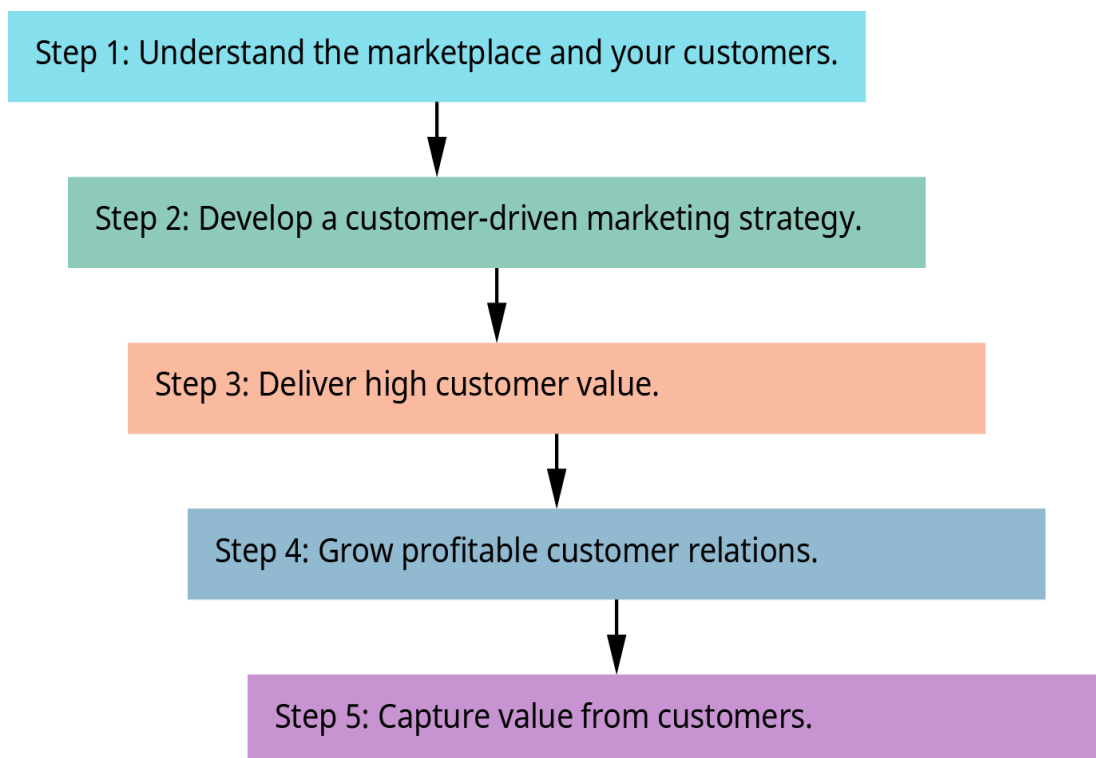 Step 1: Understand the marketplace and your customers.
Step 2: Develop a customer-driven marketing strategy.
Step 3: Deliver high customer value.
Step 4: Grow profitable customer relations.
Step 5: Capture value from customers.